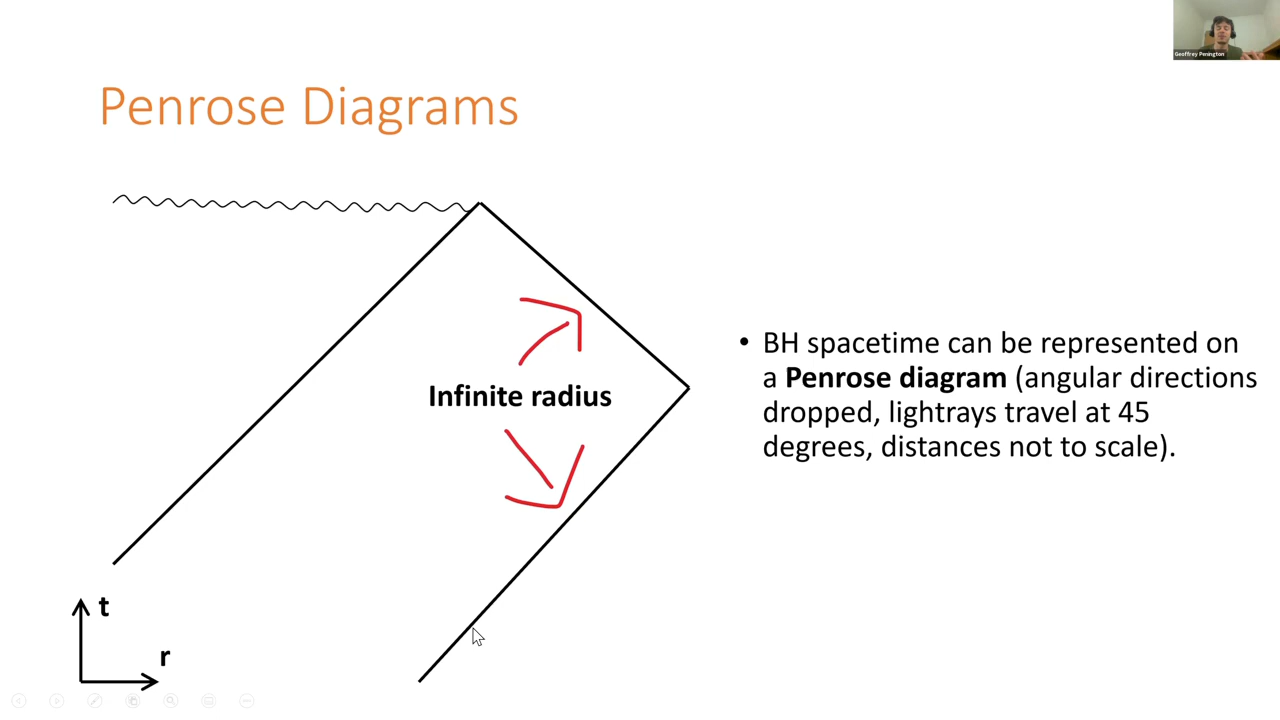 Geoffrey Penington
Penrose Diagrams
Infinite radius
• BH spacetime can be represented on
a Penrose diagram (angular directions
dropped, lightrays travel at 45
degrees, distances not to scale).
t
r